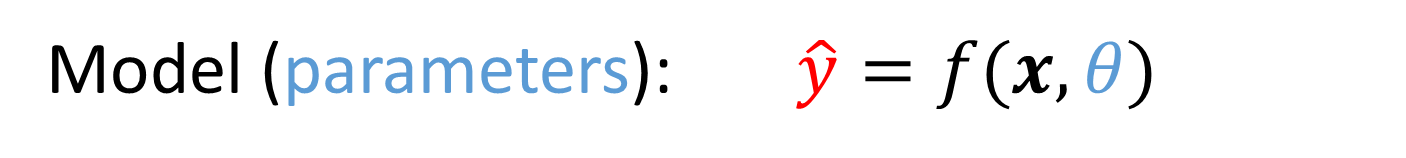 Model (parameters): ŷ = f(x, θ)